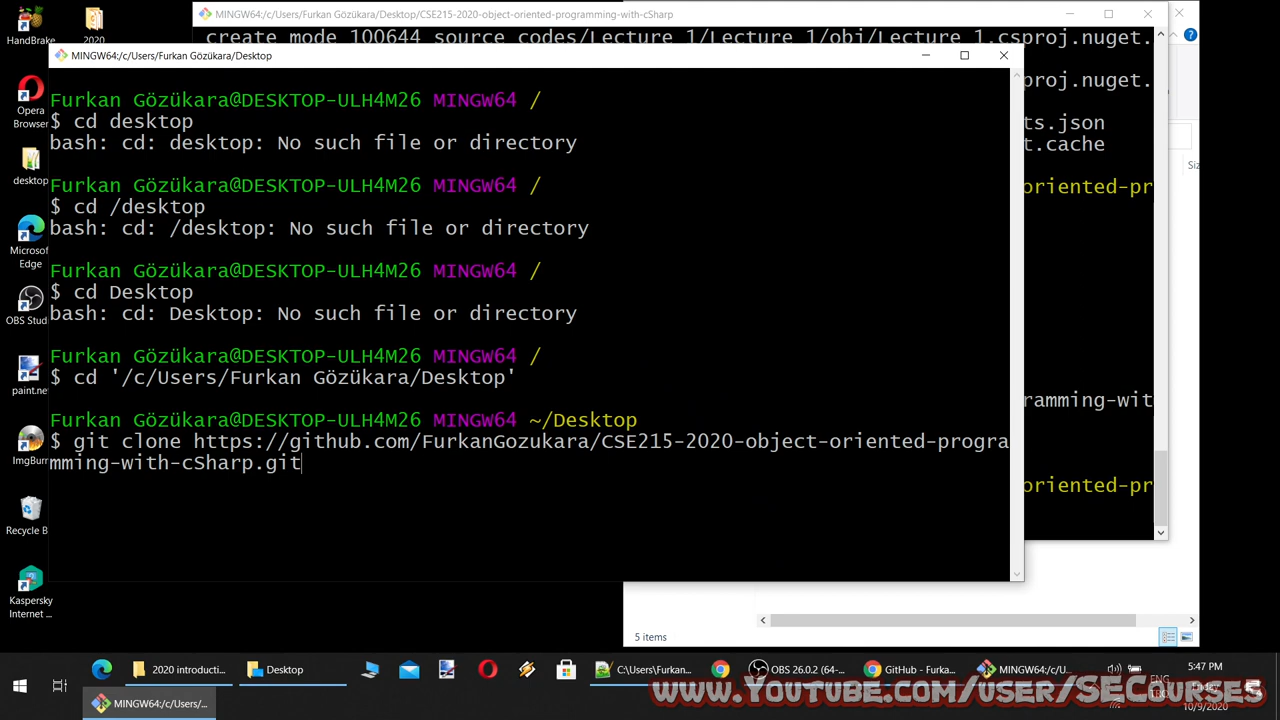 HandBrake
2020
Opera
Browser
desktop
Microsoft
Edge
OBS Stud
paint.net
ImgBurn
Recycle B
Kaspersky
Internet ...
MINGW64:/c/Users/Furkan Gözükara/Desktop/CSE215-2020-object-oriented-programming-with-cSharp
create mode 100644 source codes/Lecture 1/Lecture 1/obj/Lecture 1.csproj.nuget.
proj.nuget.
ts.json
t.cache
oriented-pr
ramming-wit
oriented-pr
MINGW64:/c/Users/Furkan Gözükara/Desktop
Furkan Gözükara@DESKTOP-ULH4M26 MINGW64 /
$ cd desktop
bash: cd: desktop: No such file or directory
Furkan Gözükara@DESKTOP-ULH4M26 MINGW64 /
$ cd /desktop
bash: cd: /desktop: No such file or directory
Furkan Gözükara@DESKTOP-ULH4M26 MINGW64 /
$ cd Desktop
bash: cd: Desktop: No such file or directory
Furkan Gözükara@DESKTOP-ULH4M26 MINGW64 /
$ cd '/c/Users/Furkan Gözükara/Desktop'
Furkan Gözükara@DESKTOP-ULH4M26 MINGW64 ~/Desktop
$ git clone https://github.com/FurkanGozukara/CSE215-2020-object-oriented-progra
mming-with-cSharp.git
Siz
5 items
2020 introducti...
Desktop
C:\Users\Furkan...
OBS 26.0.2 (64-...
GitHub - Furka...
MINGW64:/c/U...
MINGW64:/c/Users/...
ENG
5:47 PM
10/9/2020
www.YouTube.com/user/SECourses